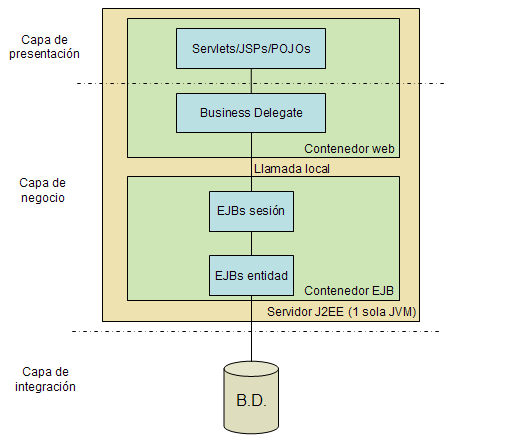 Capa de
presentación
Servlets/JSPs/POJOs
Business Delegate
Contenedor web
Llamada local
Capa de
negocio
EJBs sesión
EJBs entidad
Contenedor EJB
Servidor J2EE (1 sola JVM)
Capa de
integración
B.D.